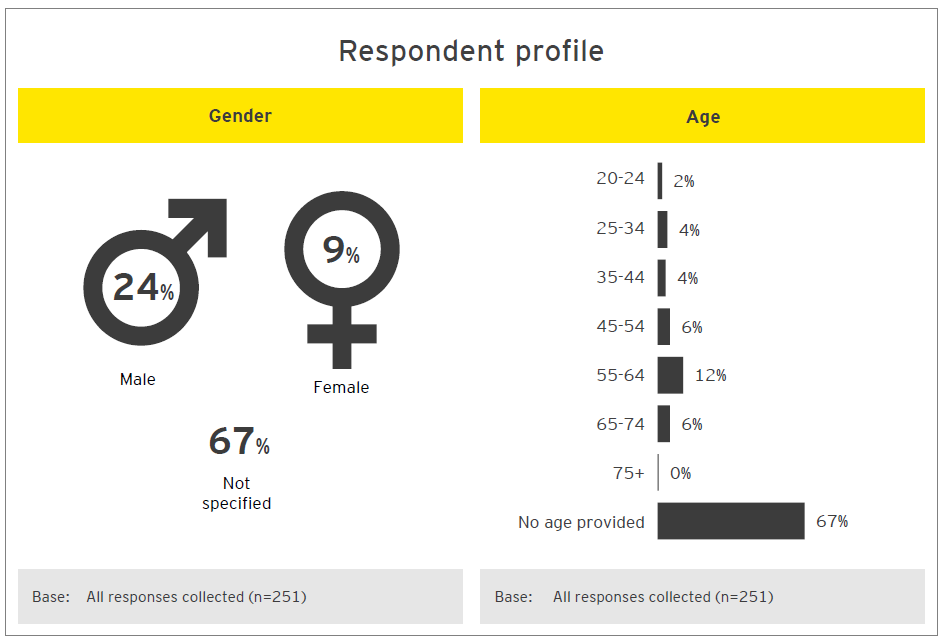 Respondent profile
Gender
24%
Male
9%
Female
67%
Not
specified
Base: All responses collected (n=251)
Age
20-24 2%
25-34 4%
35-44 4%
45-54 6%
55-64 12%
65-74 6%
75+ 0%
No age provided 67%
Base: All responses collected (n=251)